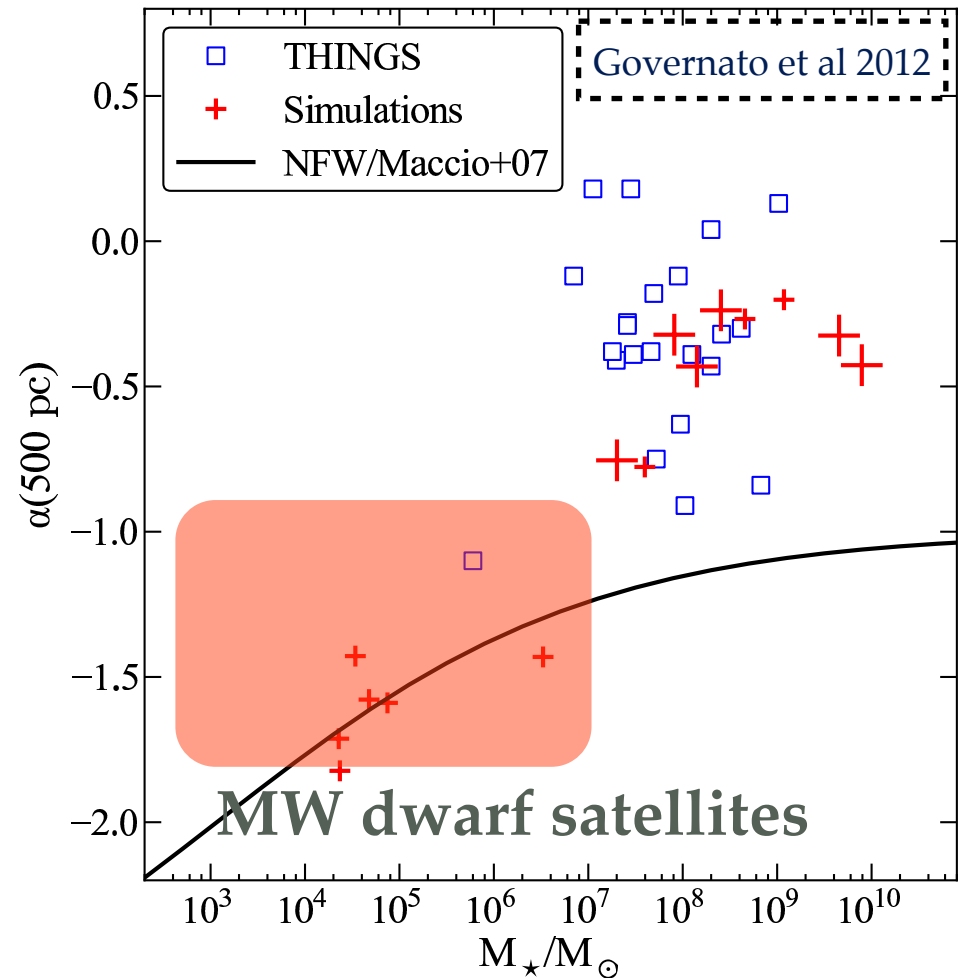 THINGS
Simulations
NFW/Maccio+07
Governato et al 2012
0.5
0.0
−0.5
−1.0
−1.5
−2.0
α(500 pc)
MW dwarf satellites
10³ 10⁴ 10⁵ 10⁶ 10⁷ 10⁸ 10⁹ 10¹⁰
M⋆/M⊙